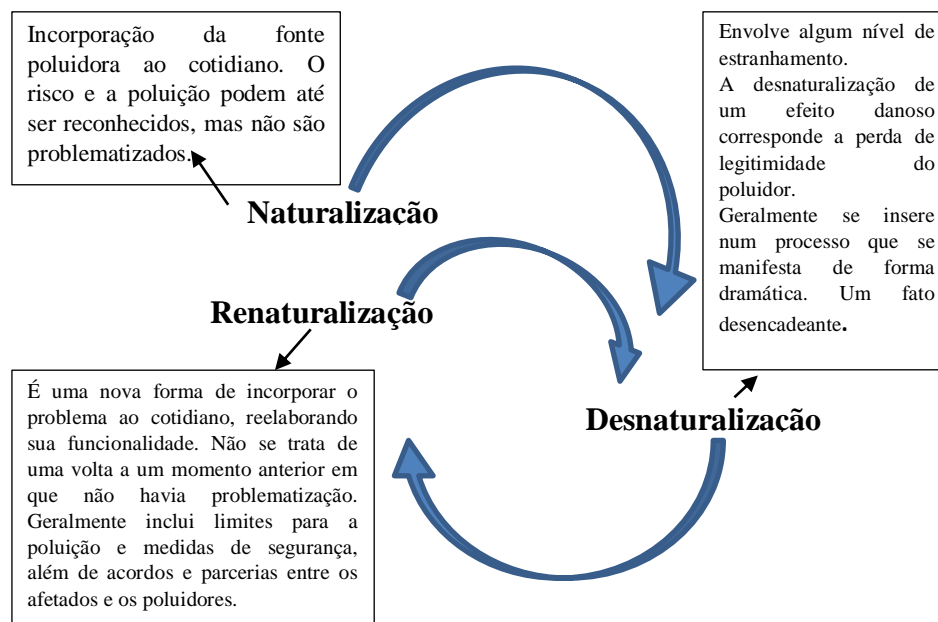 Incorporação da fonte
poluidora ao cotidiano. O
risco e a poluição podem até
ser reconhecidos, mas não são
problematizados.
Envolve algum nível de
estranhamento.
A desnaturalização de
um efeito danoso
corresponde a perda de
legitimidade do
poluidor.
Geralmente se insere
num processo que se
manifesta de forma
dramática. Um fato
desencadeante.
Naturalização
Renaturalização
É uma nova forma de incorporar o
problema ao cotidiano, reelaborando
sua funcionalidade. Não se trata de
uma volta a um momento anterior em
que não havia problematização.
Geralmente inclui limites para a
poluição e medidas de segurança,
além de acordos e parcerias entre os
afetados e os poluidores.
Desnaturalização